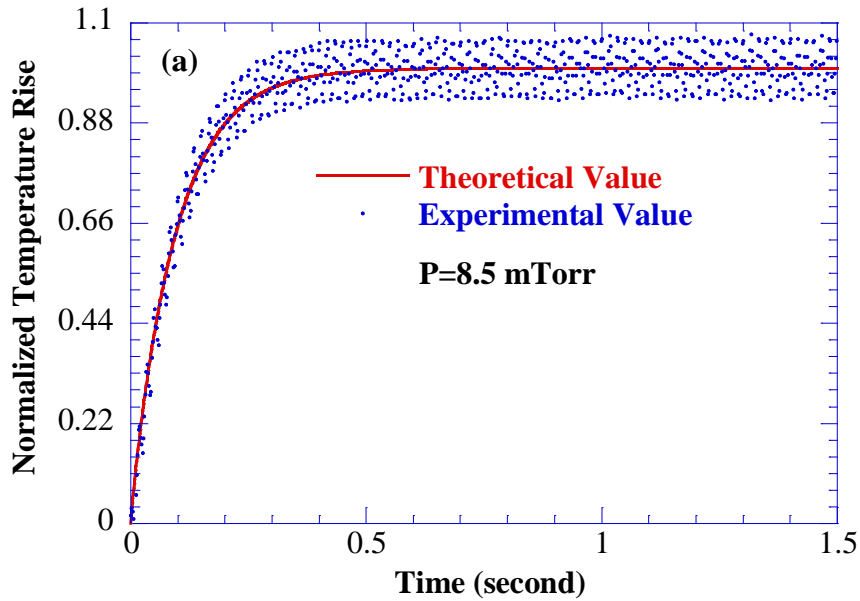 (a)
Normalized Temperature Rise
1.1
0.88
0.66
0.44
0.22
0
Theoretical Value
Experimental Value
P=8.5 mTorr
0 0.5 1 1.5
Time (second)